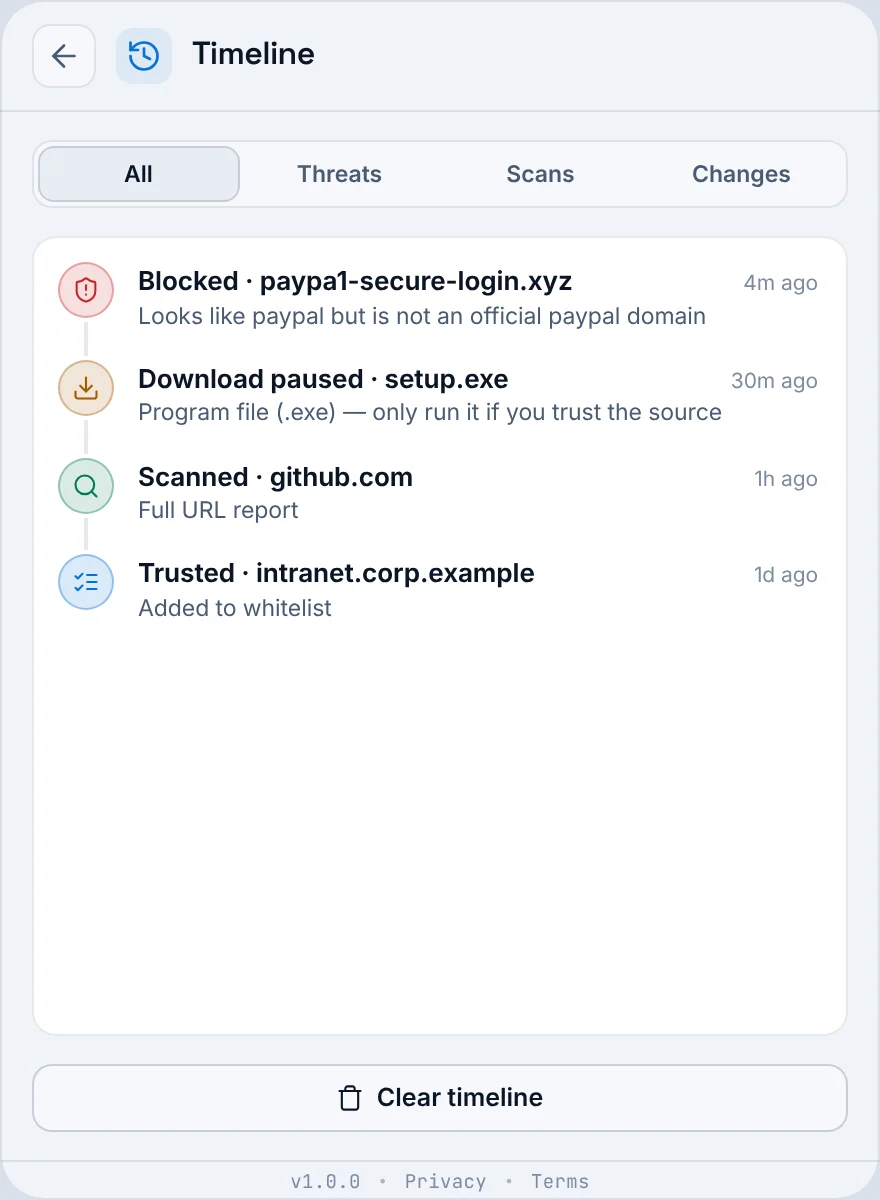 Timeline
All Threats Scans Changes
Blocked · paypa1-secure-login.xyz 4m ago
Looks like paypal but is not an official paypal domain
Download paused · setup.exe 30m ago
Program file (.exe) — only run it if you trust the source
Scanned · github.com 1h ago
Full URL report
Trusted · intranet.corp.example 1d ago
Added to whitelist
Clear timeline
v1.0.0 • Privacy • Terms